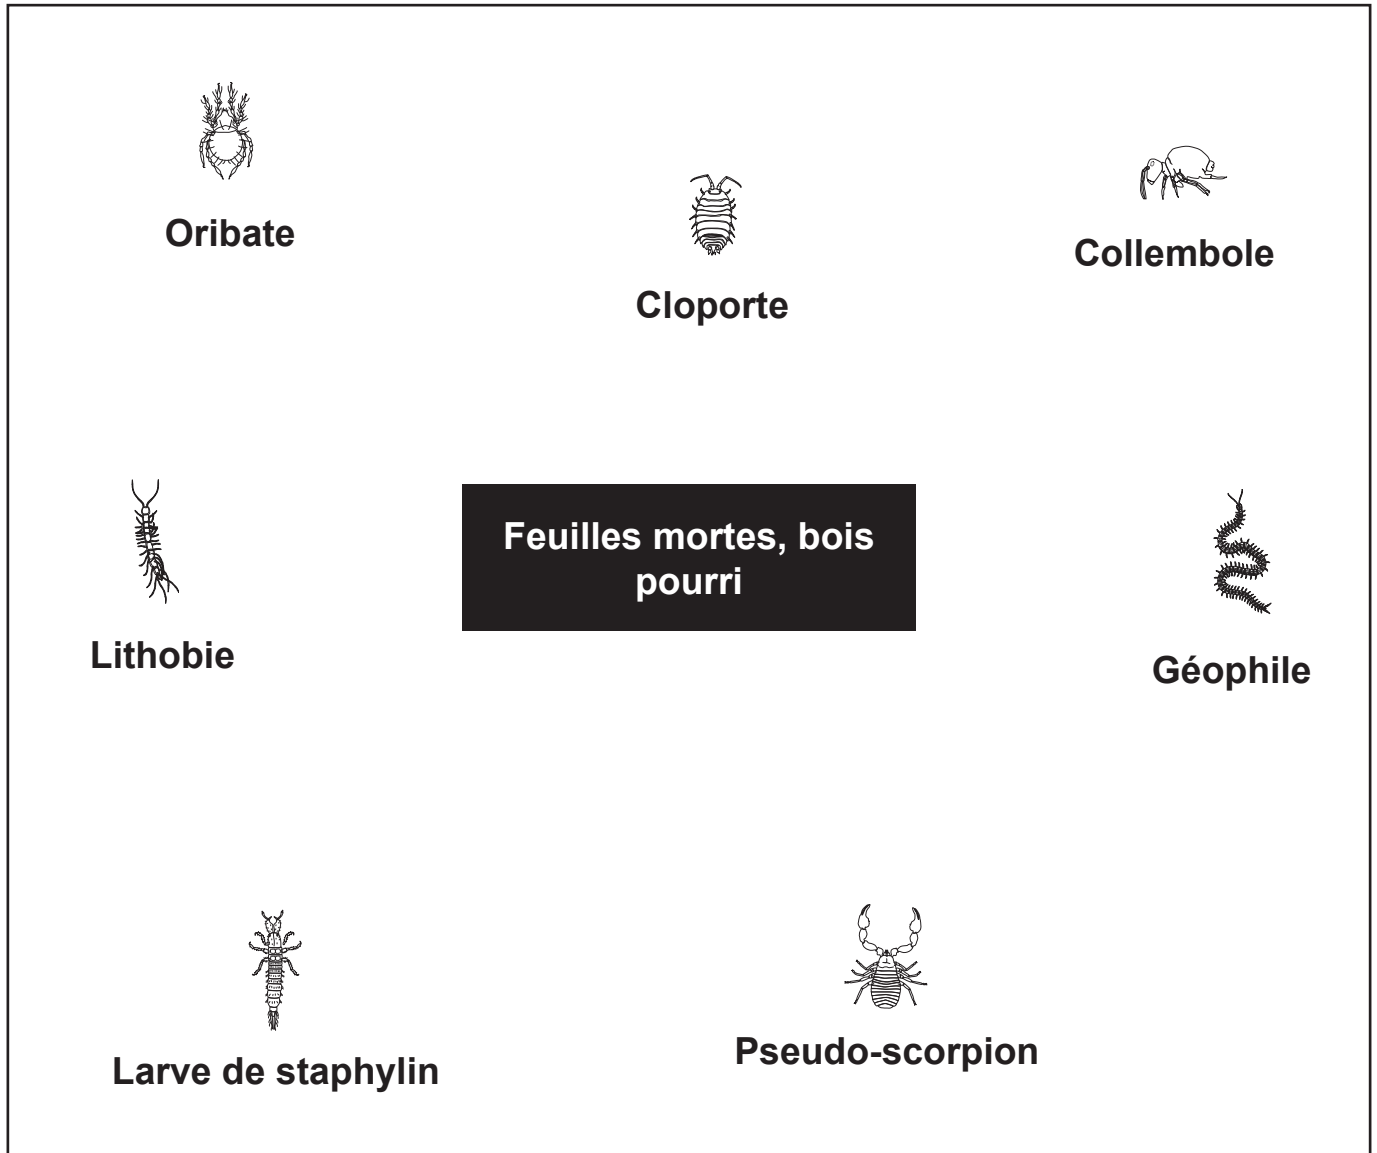 Oribate
Cloporte
Collembole
Feuilles mortes, bois
pourri
Lithobie
Géophile
Larve de staphylin
Pseudo-scorpion